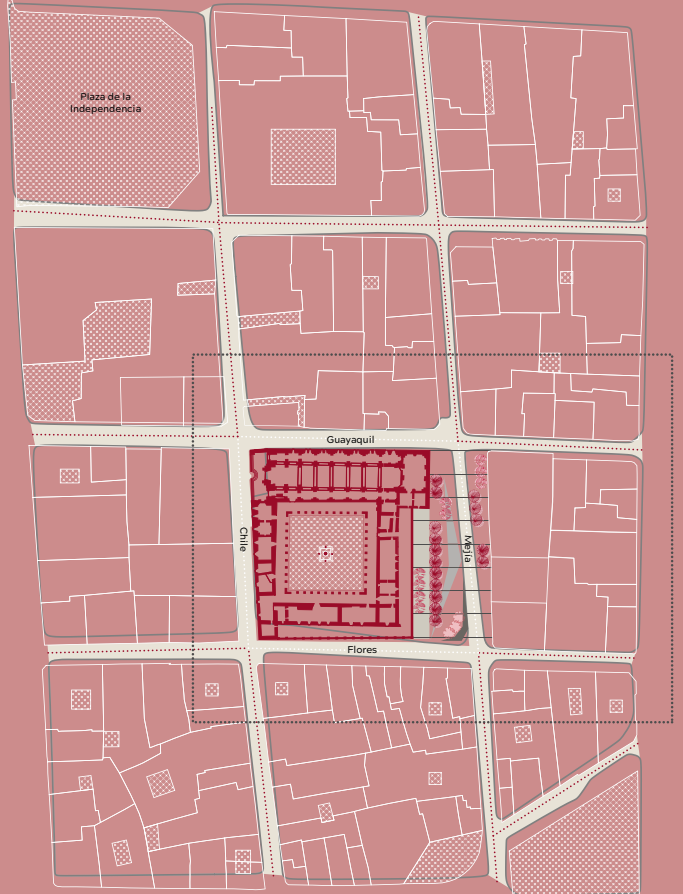 Plaza de la
Independencia
Guayaquil
Chile
Mejía
Flores